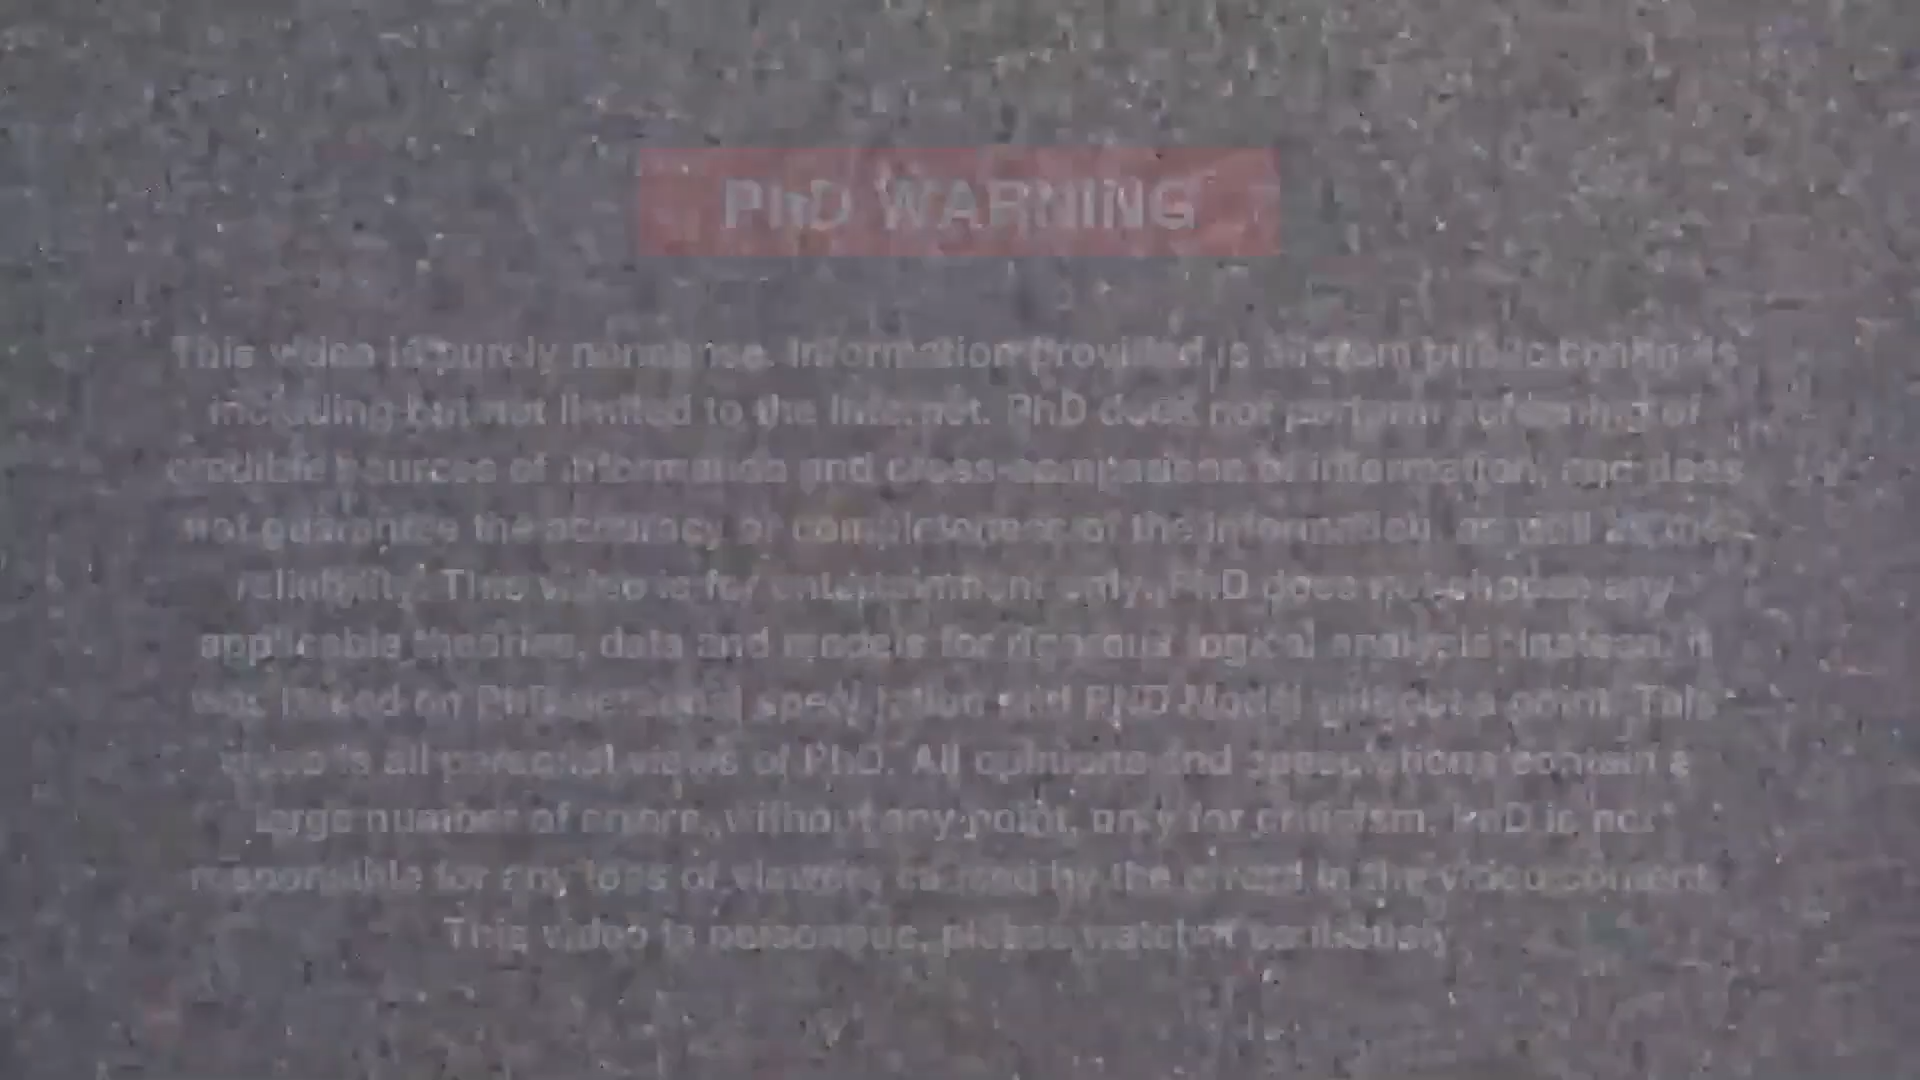 PhD WARNING
This video is purely nonsense. Information provided is all from public channels
including but not limited to the Internet. PhD does not perform screening of
credible sources of information and cross-comparison of information, and does
not guarantee the accuracy or completeness of the information, as well as the
reliability. This video is for entertainment only. PhD does not choose any
applicable theories, data and models for rigorous logical analysis. Instead, it
was based on PhD personal speculation and PhD Model without a point. This
video is all personal views of PhD. All opinions and speculations contain a
large number of errors, without any point, only for criticism. PhD is not
responsible for any loss of viewers caused by the errors in the video content.
This video is poisonous, please watch it cautiously